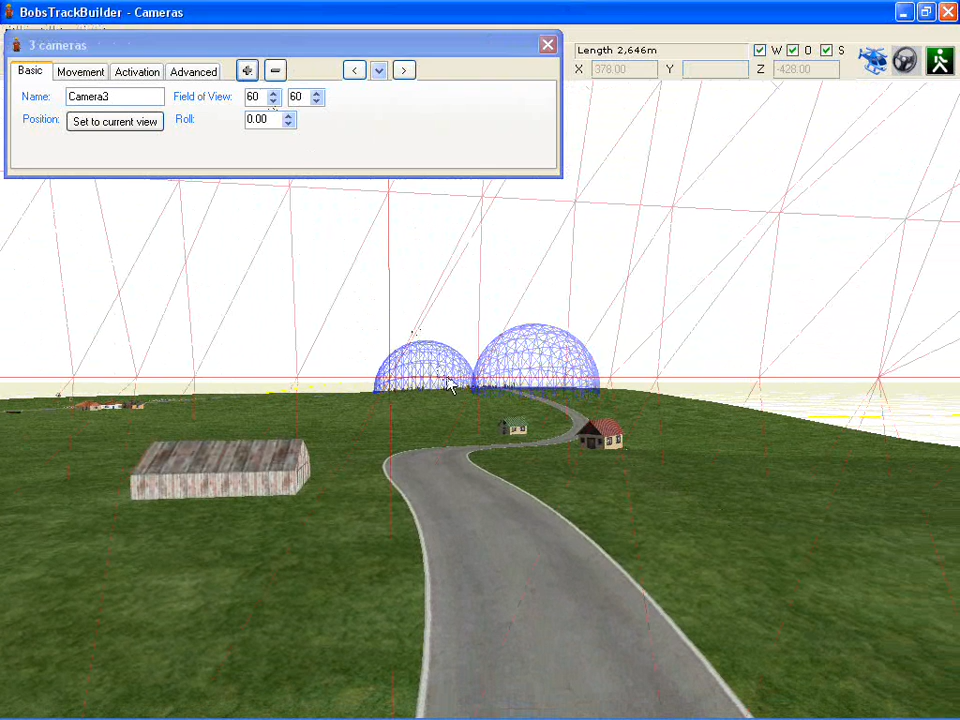 BobsTrackBuilder - Cameras
3 cameras
Basic Movement Activation Advanced
Name: Camera3 Field of View: 60 60
Position: Set to current view Roll: 0.00
Length 2,646m W O S
X 378.00 Y Z -428.00